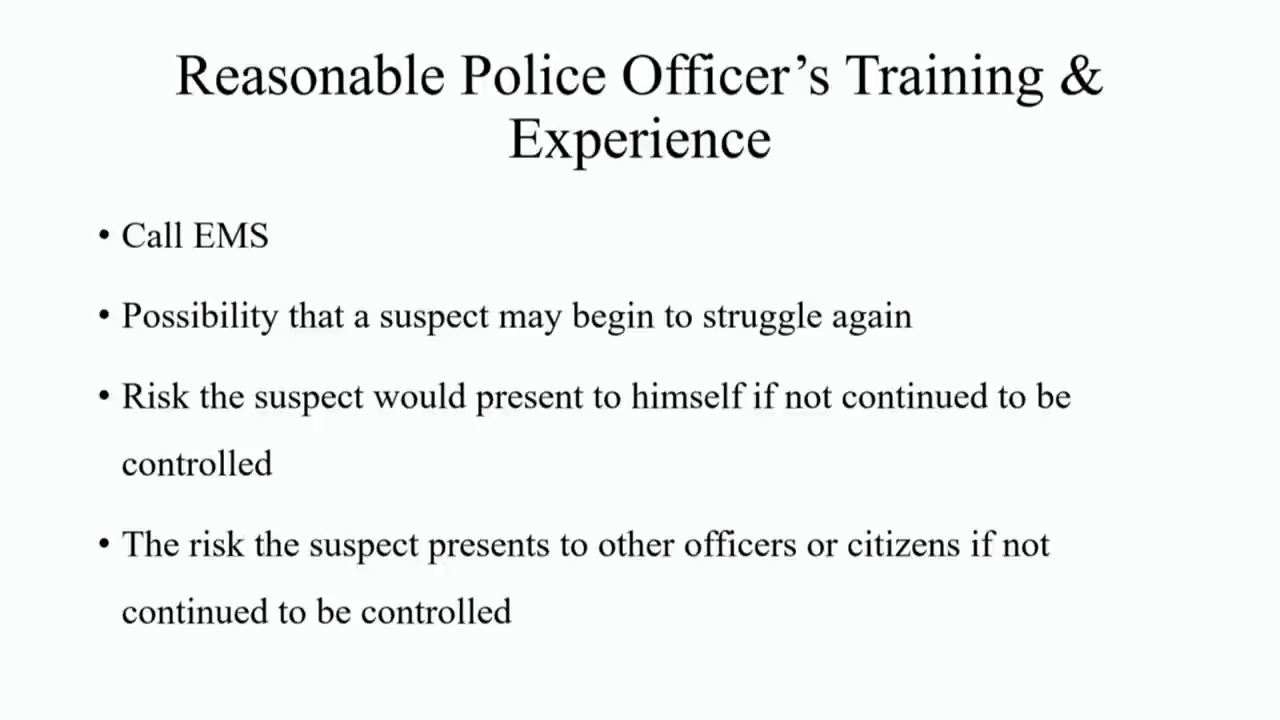 Reasonable Police Officer’s Training &
Experience
• Call EMS
• Possibility that a suspect may begin to struggle again
• Risk the suspect would present to himself if not continued to be
controlled
• The risk the suspect presents to other officers or citizens if not
continued to be controlled